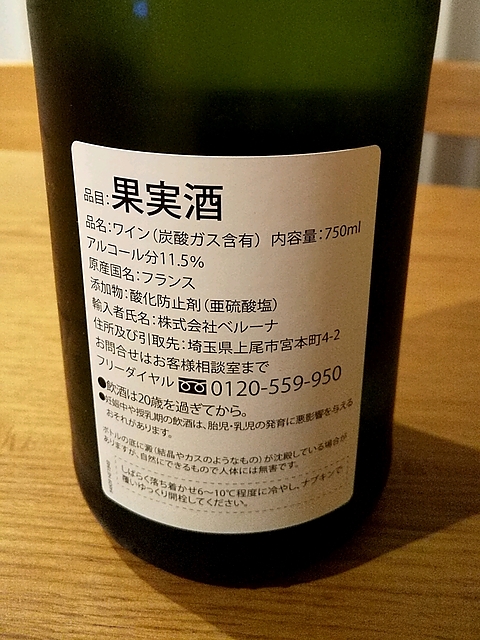 品目:果実酒
品名:ワイン(炭酸ガス含有) 内容量:750ml
アルコール分11.5%
原産国名:フランス
添加物:酸化防止剤(亜硫酸塩)
輸入者氏名:株式会社ベルーナ
住所及び引取先:埼玉県上尾市宮本町4-2
お問合せはお客様相談室まで
フリーダイヤル 0120-559-950
●飲酒は20歳を過ぎてから。
●妊娠中や授乳期の飲酒は、胎児・乳児の発育に悪影響を与える
おそれがあります。
ボトルの底に澱(結晶やカスのようなもの)が沈殿している場合が
ありますが、自然にできるもので人体には無害です。
しばらく落ち着かせ6〜10℃程度に冷やし、ナプキンで
覆いゆっくり開栓してください。